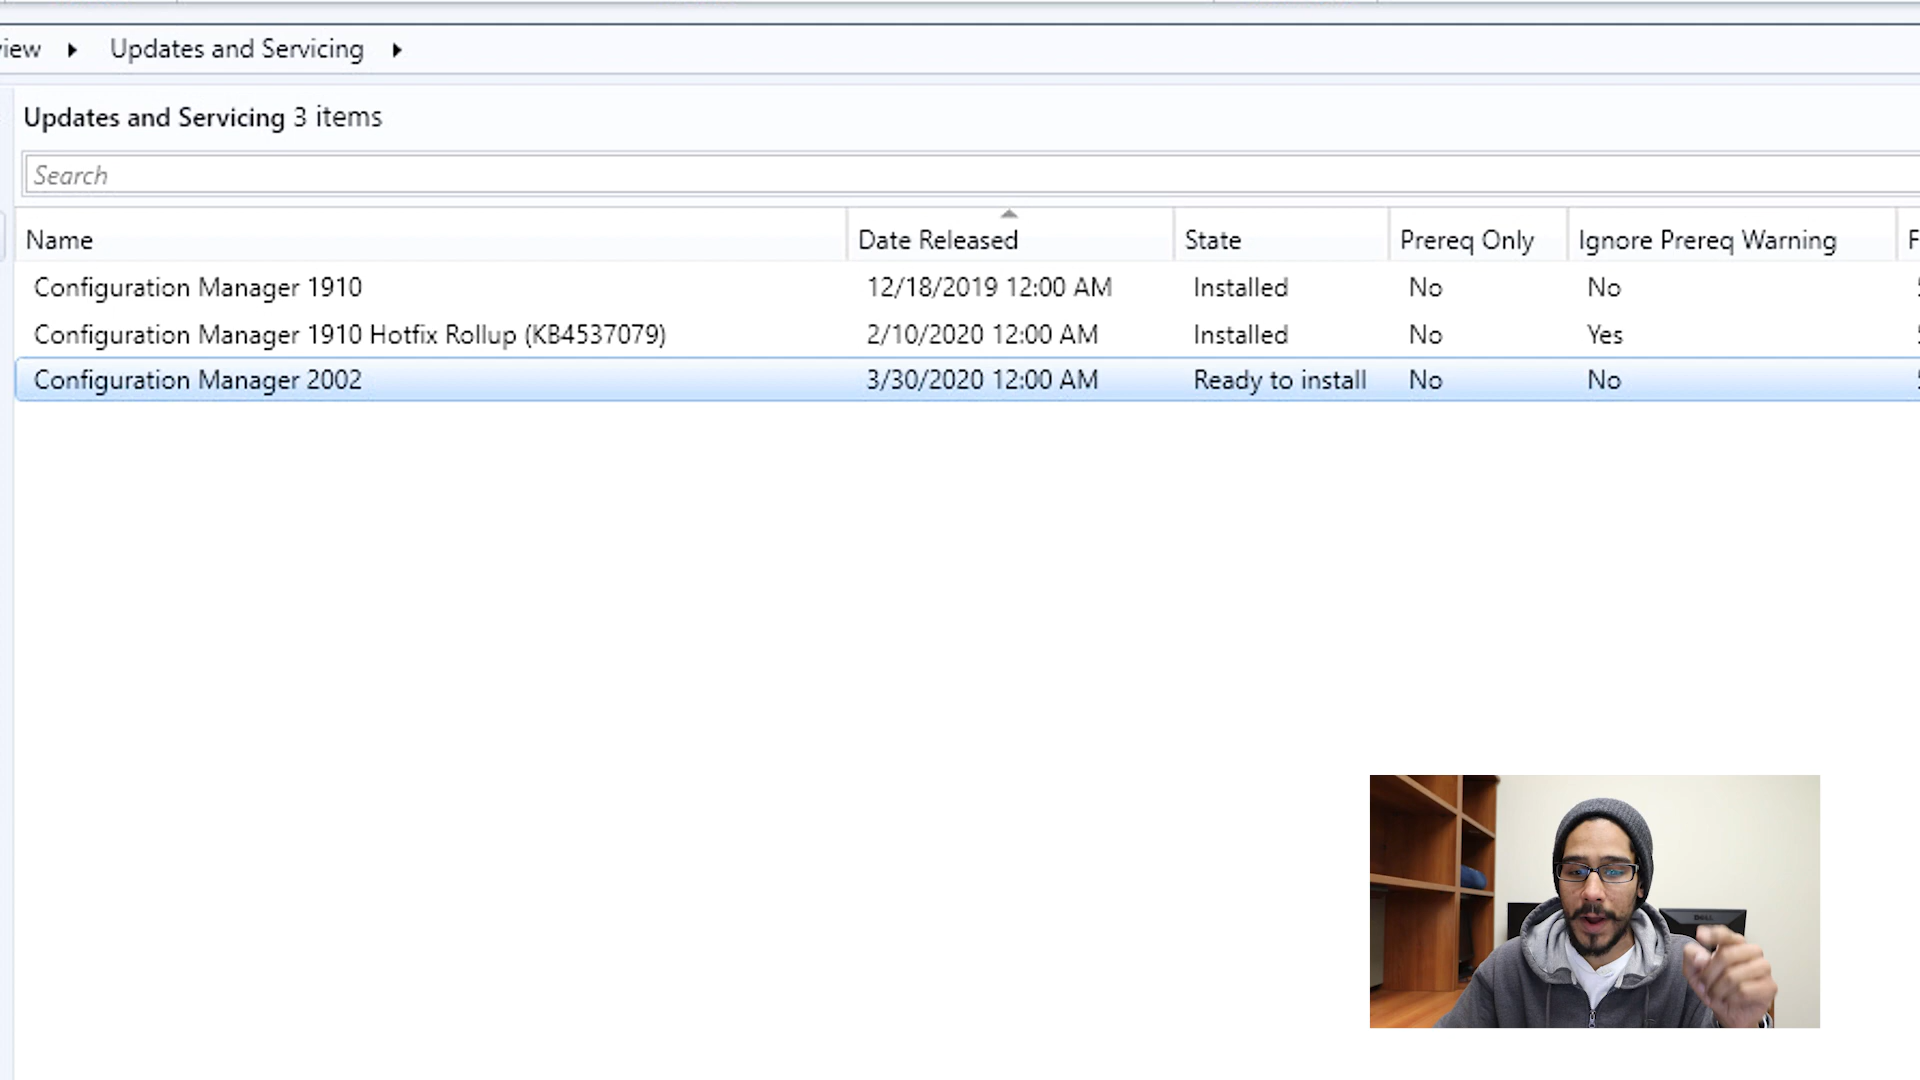 view ▸ Updates and Servicing ▸
Updates and Servicing 3 items
Search
Name Date Released State Prereq Only Ignore Prereq Warning F
Configuration Manager 1910 12/18/2019 12:00 AM Installed No No
Configuration Manager 1910 Hotfix Rollup (KB4537079) 2/10/2020 12:00 AM Installed No Yes
Configuration Manager 2002 3/30/2020 12:00 AM Ready to install No No
DELL